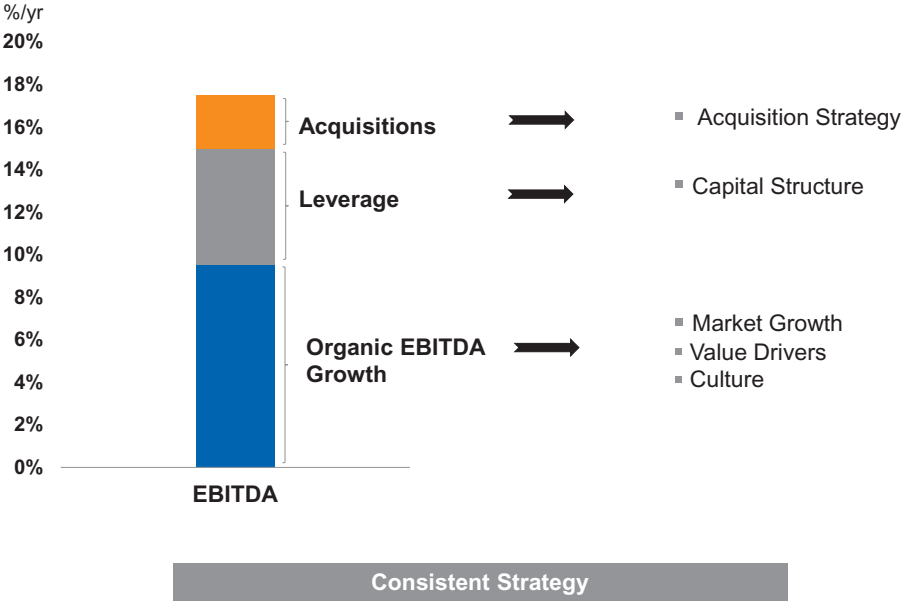 %/yr
20%
18%
16%
14%
12%
10%
8%
6%
4%
2%
0%
EBITDA
Acquisitions
Leverage
Organic EBITDA
Growth
Acquisition Strategy
Capital Structure
Market Growth
Value Drivers
Culture
Consistent Strategy